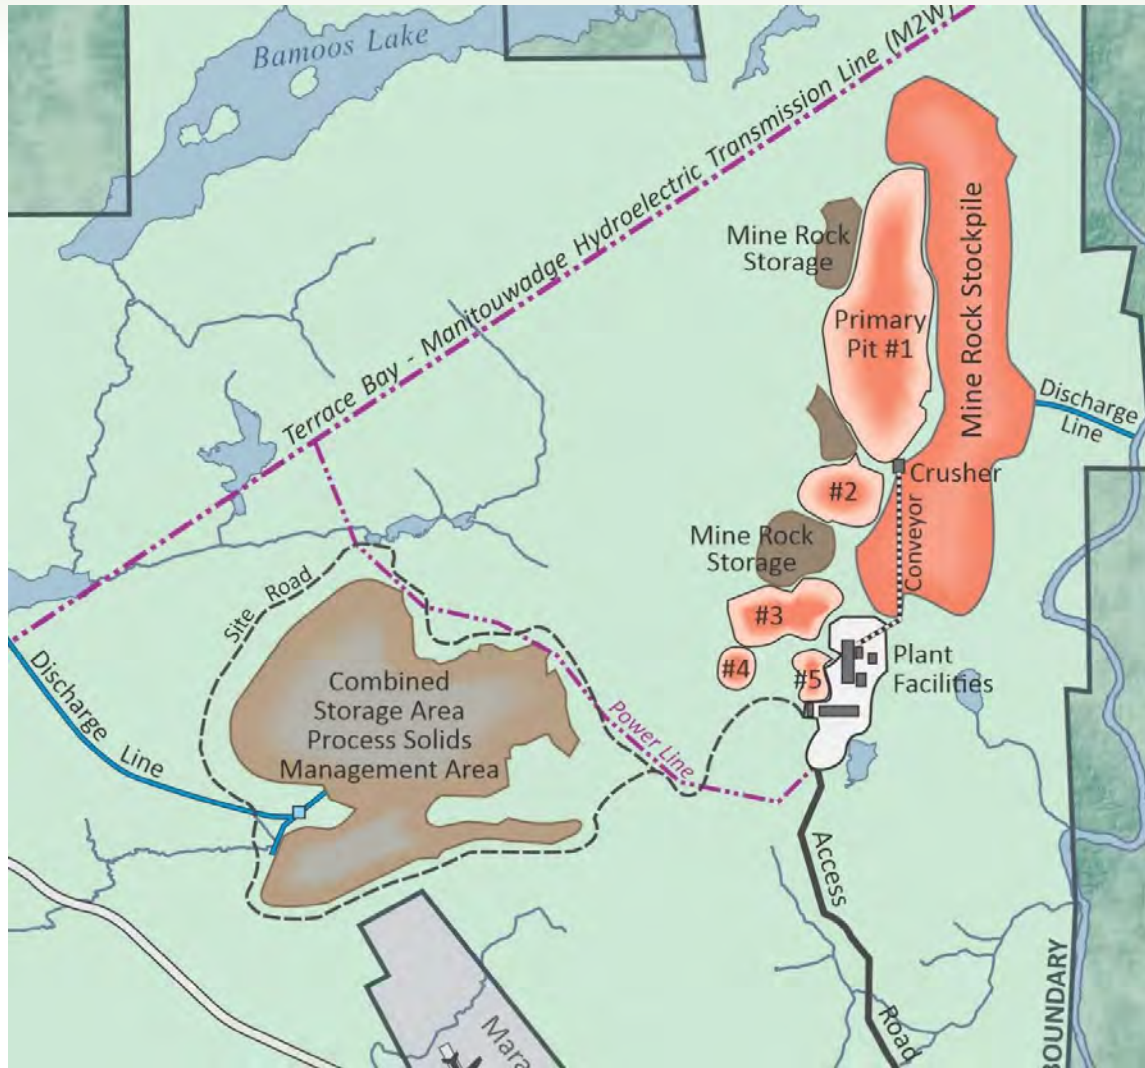 Bamoos Lake
Terrace Bay - Manitouwadge Hydroelectric Transmission Line (M2W)
Mine Rock
Storage
Primary
Pit #1
Mine Rock Stockpile
Discharge
Line
Crusher
#2
Conveyor
Mine Rock
Storage
#3
#4
#5
Plant
Facilities
Site Road
Combined
Storage Area
Process Solids
Management Area
Power Line
Discharge Line
Access
Road
BOUNDARY